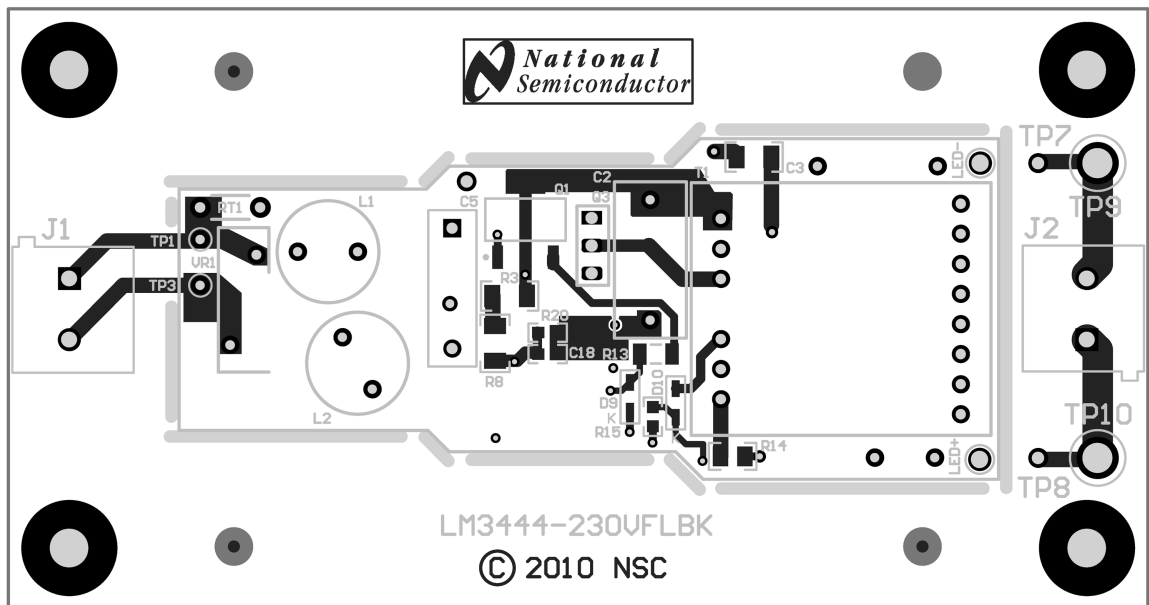 National
Semiconductor
TP7
LED-
T1
C3
C2
RT1
L1
C5
Q1
Q3
TP9
J1
TP1
J2
VR1
TP3
R3
R20
C18
R13
R8
D10
D9
K
L2
R15
TP10
R14
LED+
TP8
LM3444-230VFLBK
© 2010 NSC